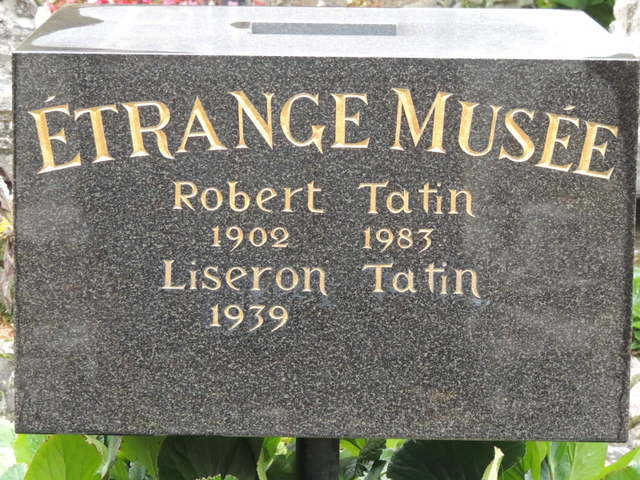 ÉTRANGE MUSÉE
Robert Tatin
1902 1983
Liseron Tatin
1939